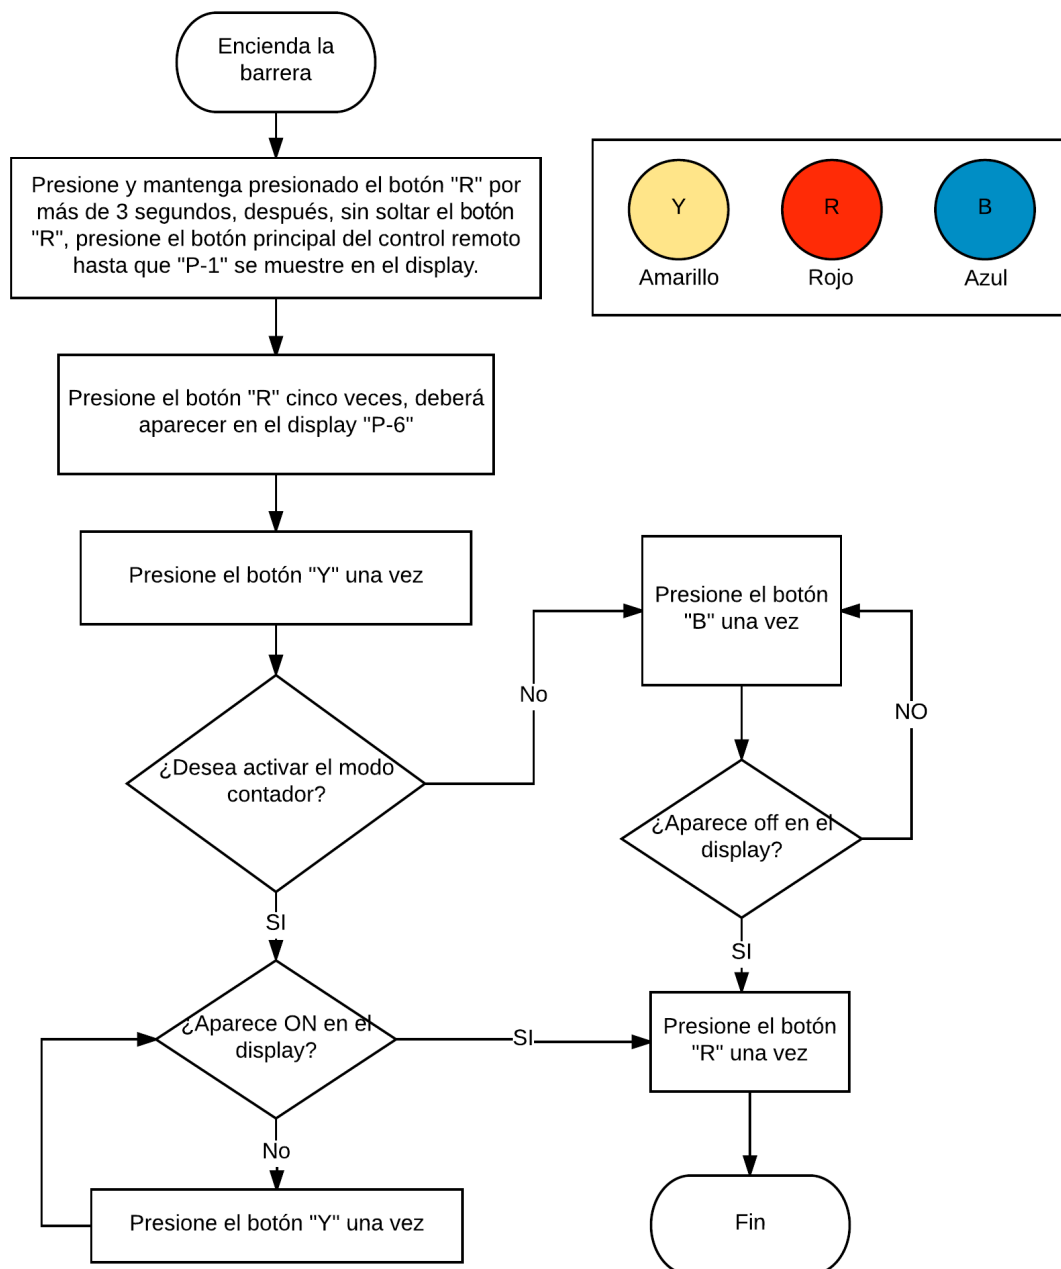 Encienda la
barrera
Presione y mantenga presionado el botón "R" por
más de 3 segundos, después, sin soltar el botón
"R", presione el botón principal del control remoto
hasta que "P-1" se muestre en el display.
Y
R
B
Amarillo
Rojo
Azul
Presione el botón "R" cinco veces, deberá
aparecer en el display "P-6"
Presione el botón "Y" una vez
¿Desea activar el modo
contador?
No
Presione el botón
"B" una vez
NO
¿Aparece off en el
display?
SI
SI
¿Aparece ON en el
display?
SI
Presione el botón
"R" una vez
No
Presione el botón "Y" una vez
Fin